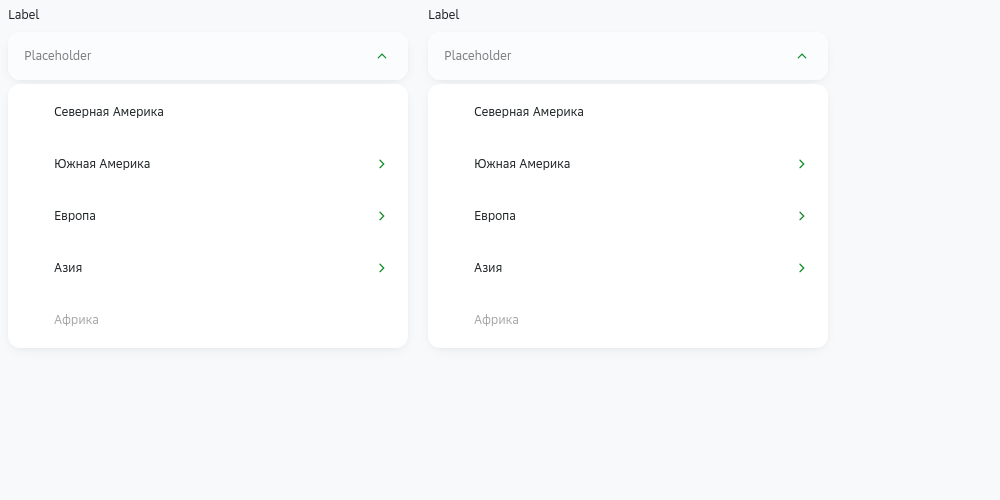 Label
Placeholder
Северная Америка
Южная Америка
Европа
Азия
Африка
Label
Placeholder
Северная Америка
Южная Америка
Европа
Азия
Африка